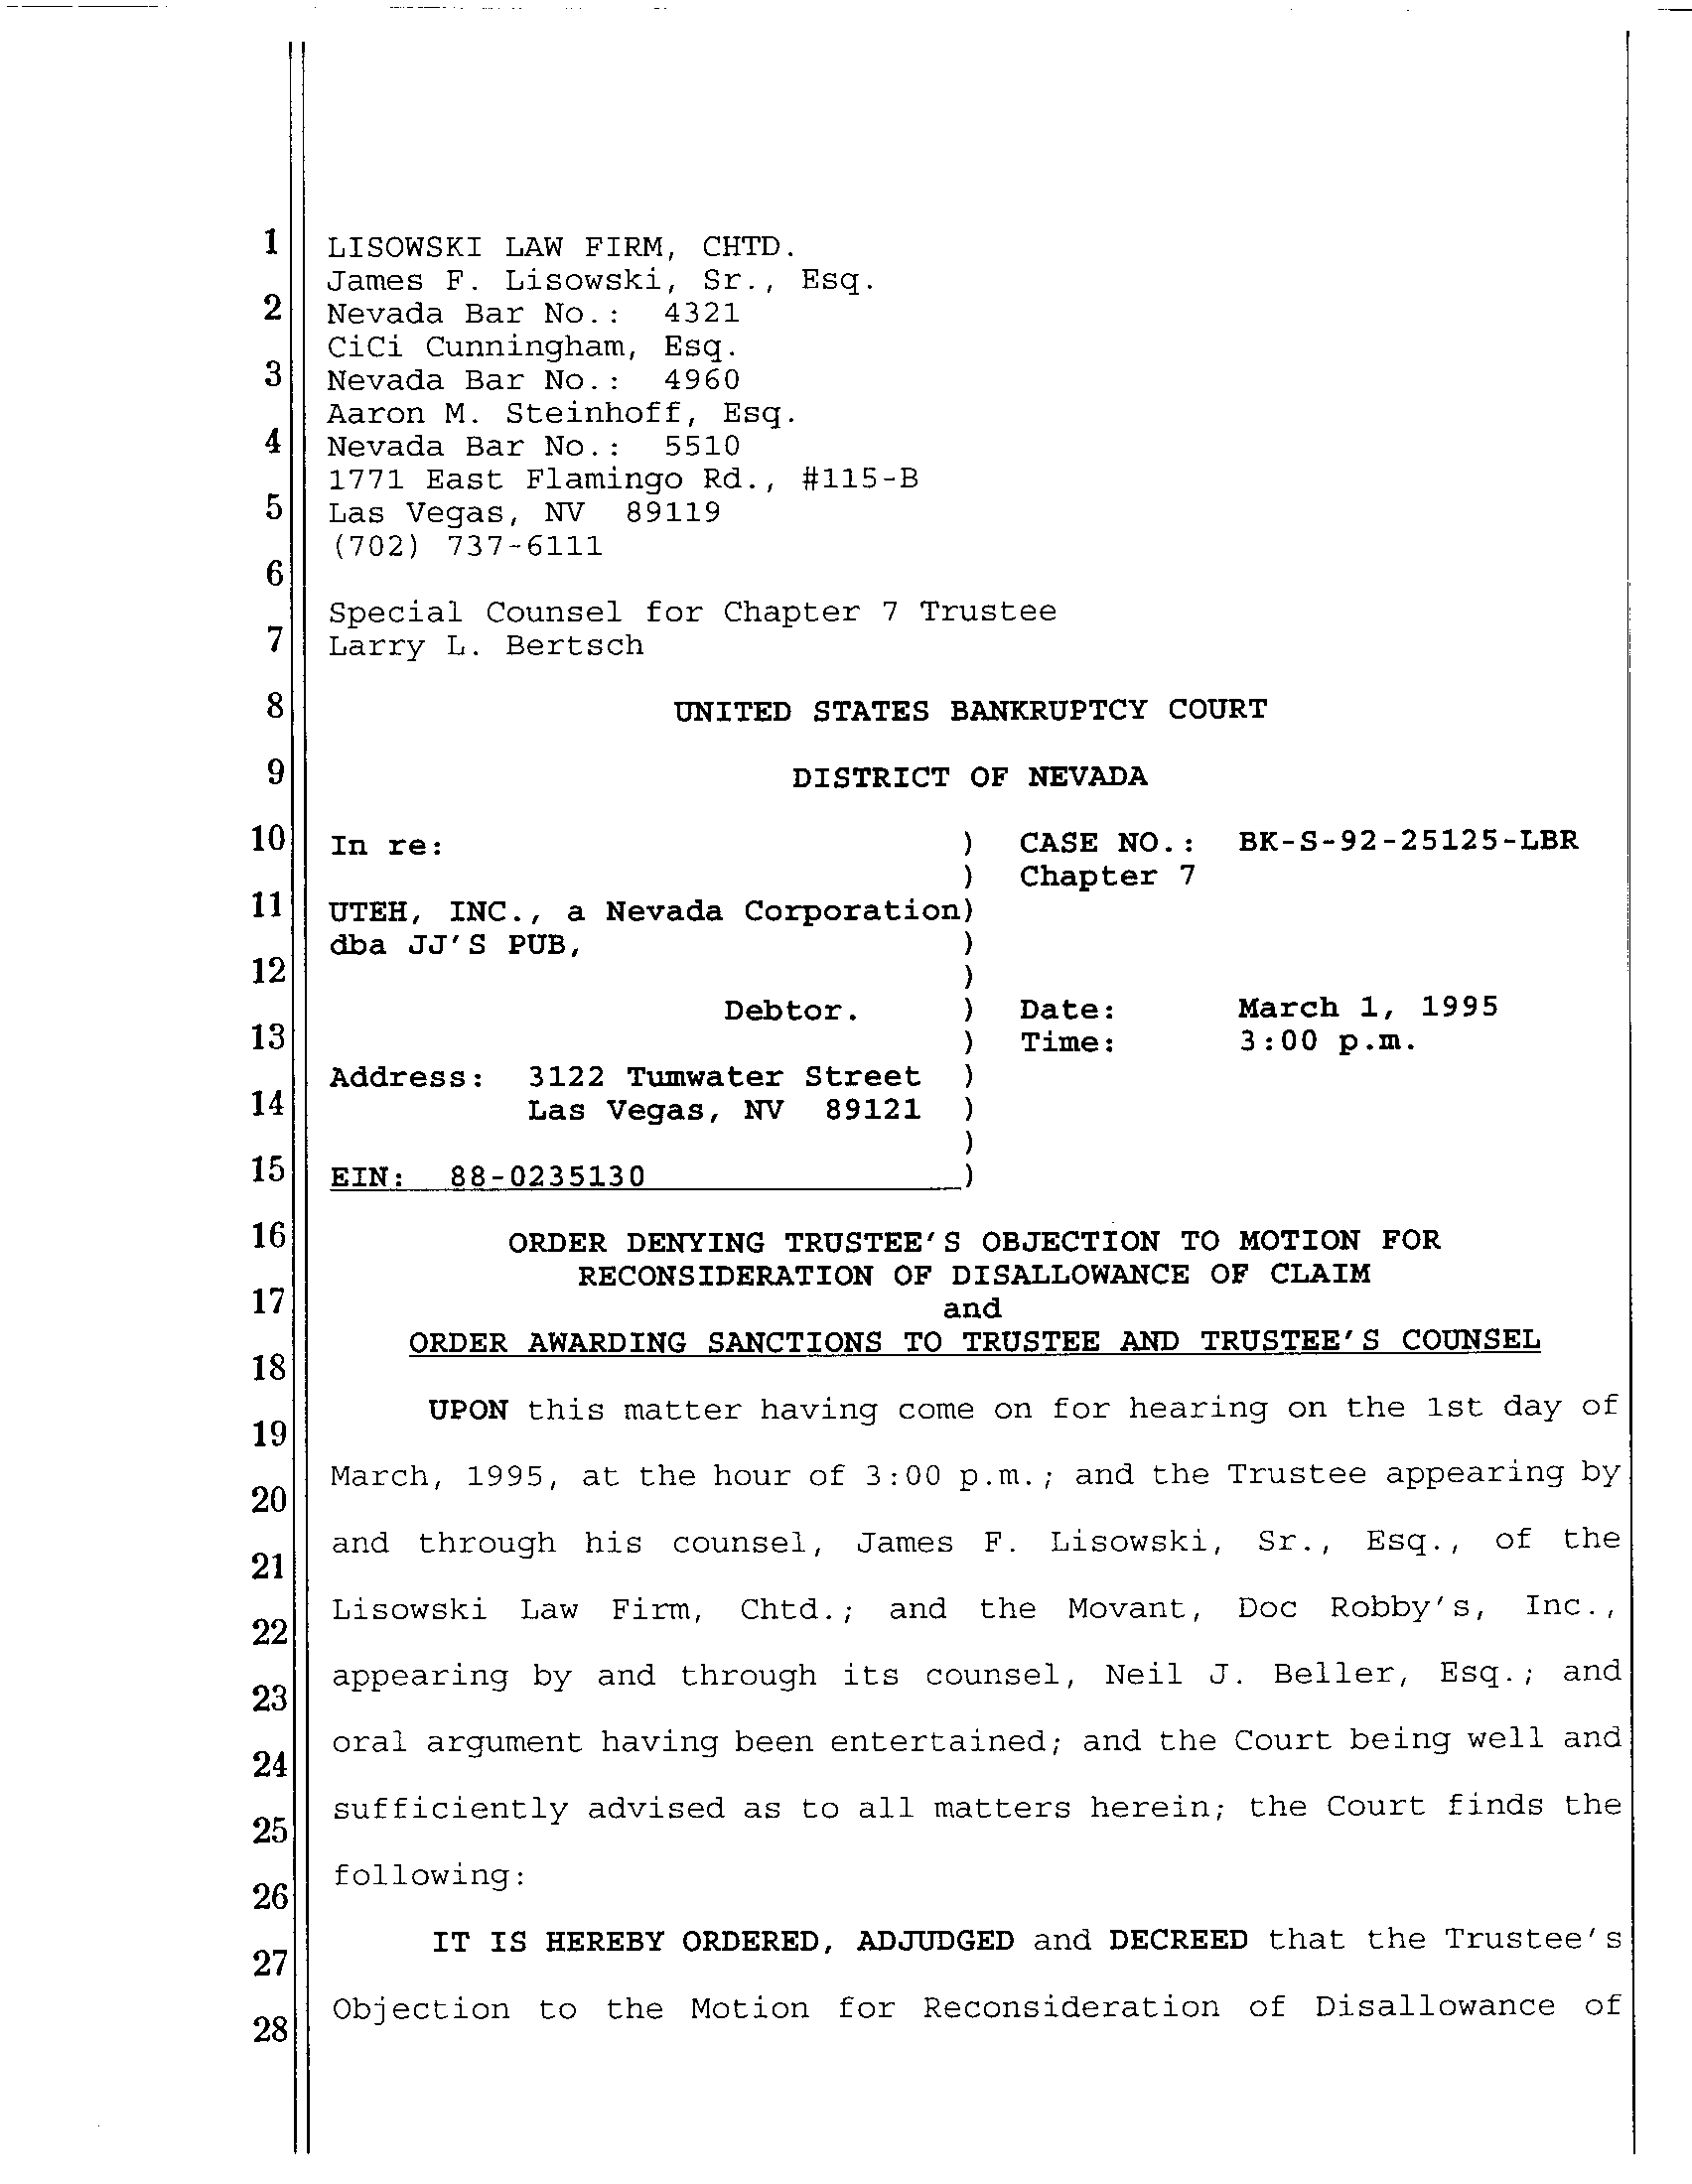 1 LISOWSKI LAW FIRM, CHTD.
James F. Lisowski, Sr., Esq.
2 Nevada Bar No.: 4321
CiCi Cunningham, Esq.
3 Nevada Bar No.: 4960
Aaron M. Steinhoff, Esq.
4 Nevada Bar No.: 5510
1771 East Flamingo Rd., #115-B
5 Las Vegas, NV 89119
(702) 737-6111
6
Special Counsel for Chapter 7 Trustee
7 Larry L. Bertsch
8 UNITED STATES BANKRUPTCY COURT
9 DISTRICT OF NEVADA
10 In re: ) CASE NO.: BK-S-92-25125-LBR
) Chapter 7
11 UTEH, INC., a Nevada Corporation)
dba JJ'S PUB, )
12 )
Debtor. ) Date: March 1, 1995
13 ) Time: 3:00 p.m.
Address: 3122 Tumwater Street )
14 Las Vegas, NV 89121 )
)
15 EIN: 88-0235130 )
16 ORDER DENYING TRUSTEE'S OBJECTION TO MOTION FOR
RECONSIDERATION OF DISALLOWANCE OF CLAIM
17 and
ORDER AWARDING SANCTIONS TO TRUSTEE AND TRUSTEE'S COUNSEL
18
UPON this matter having come on for hearing on the 1st day of
19
March, 1995, at the hour of 3:00 p.m.; and the Trustee appearing by
20
and through his counsel, James F. Lisowski, Sr., Esq., of the
21
Lisowski Law Firm, Chtd.; and the Movant, Doc Robby's, Inc.,
22
appearing by and through its counsel, Neil J. Beller, Esq.; and
23
oral argument having been entertained; and the Court being well and
24
sufficiently advised as to all matters herein; the Court finds the
25
following:
26
IT IS HEREBY ORDERED, ADJUDGED and DECREED that the Trustee's
27
Objection to the Motion for Reconsideration of Disallowance of
28